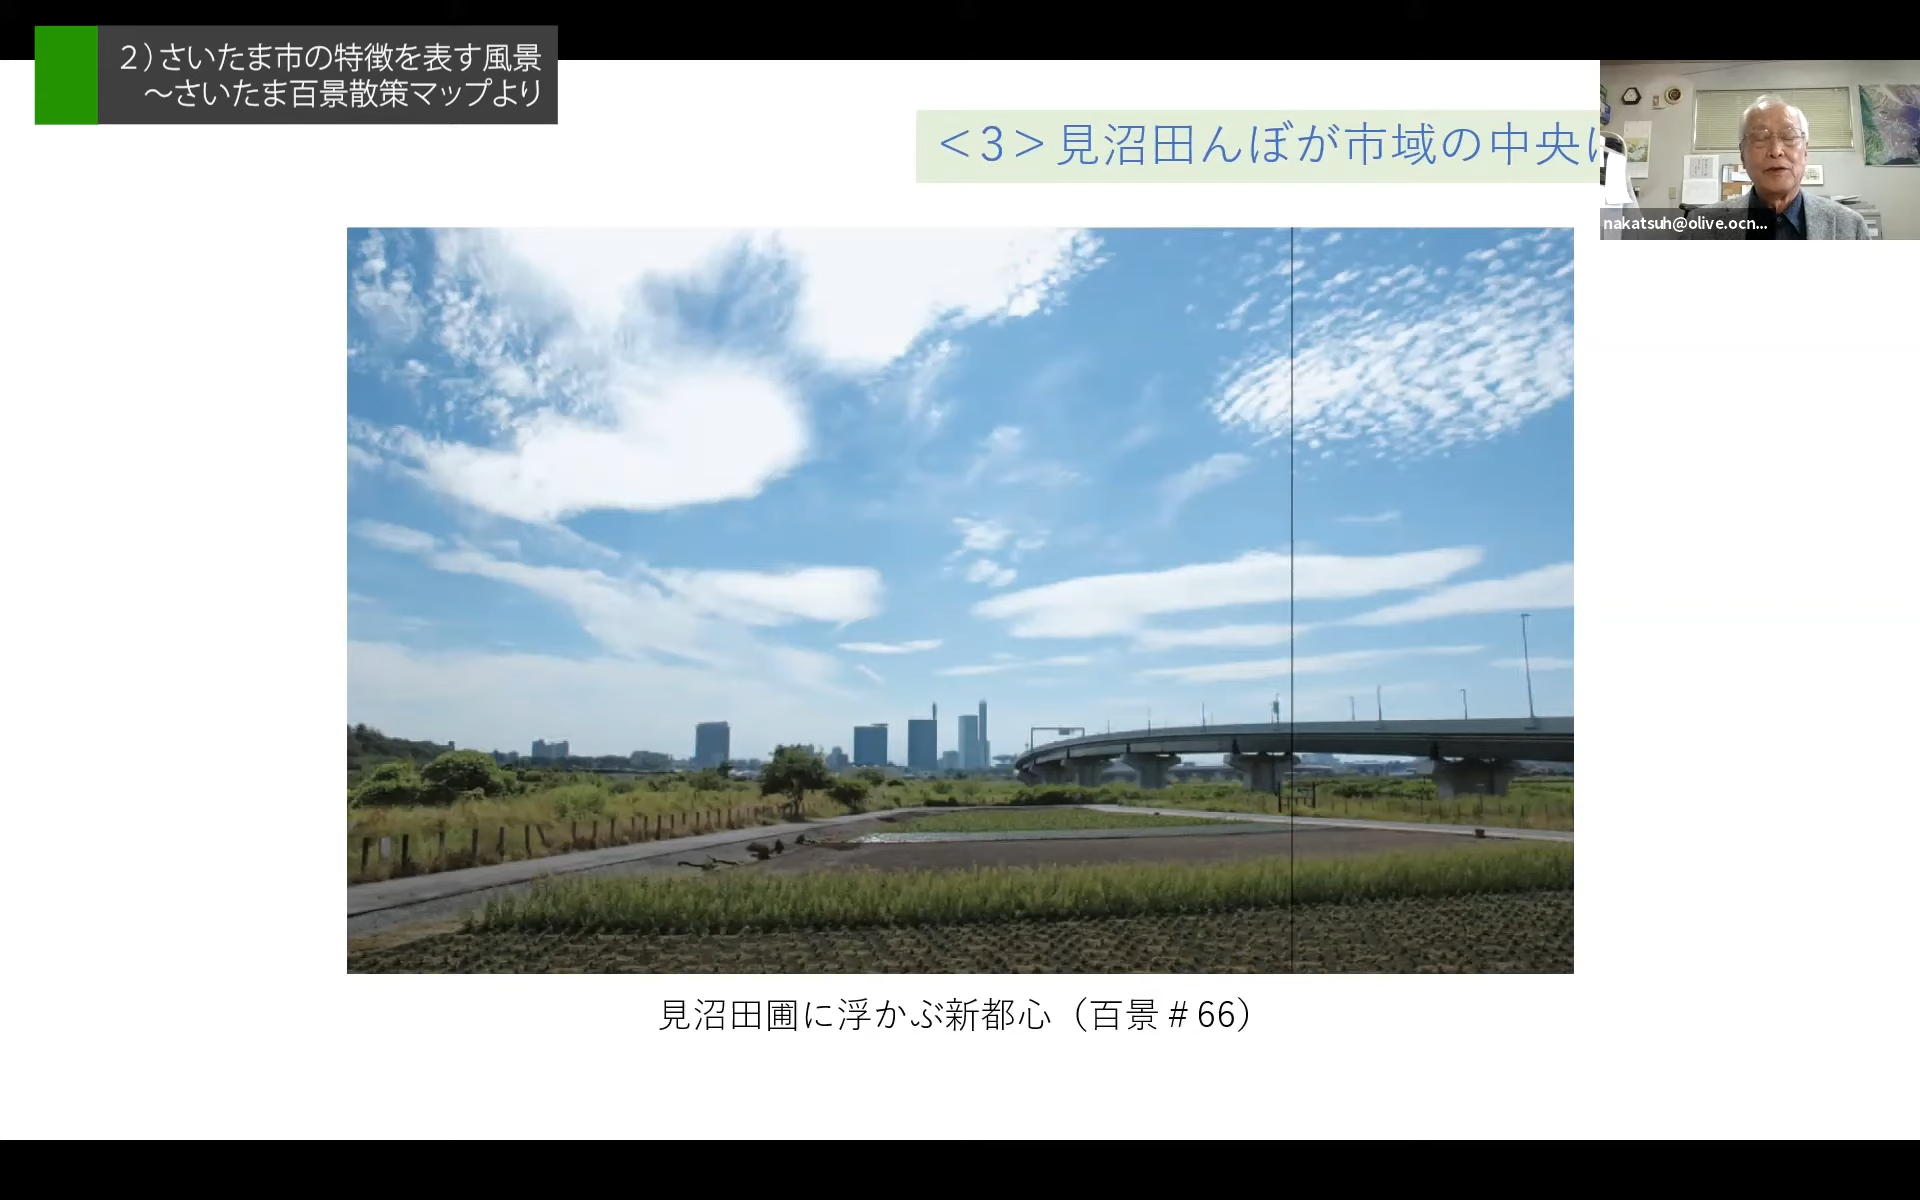 2）さいたま市の特徴を表す風景
～さいたま百景散策マップより
＜3＞見沼田んぼが市域の中央に
nakatsuh@olive.ocn...
見沼田圃に浮かぶ新都心（百景＃66）